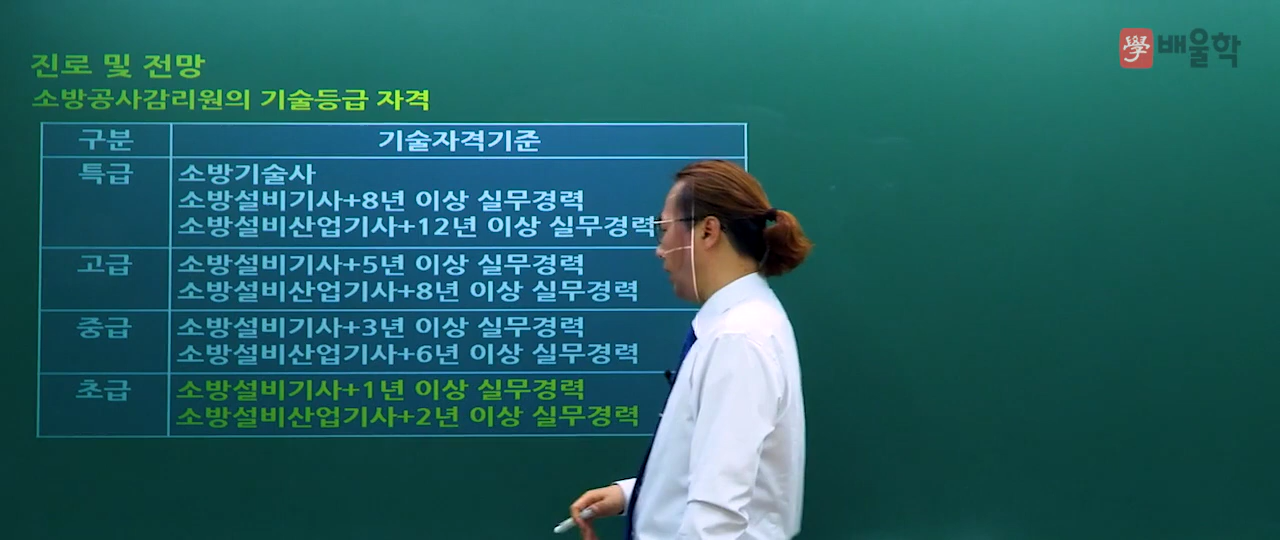 學 배울학
진로 및 전망
소방공사감리원의 기술등급 자격
구분 기술자격기준
특급 소방기술사
소방설비기사+8년 이상 실무경력
소방설비산업기사+12년 이상 실무경력
고급 소방설비기사+5년 이상 실무경력
소방설비산업기사+8년 이상 실무경력
중급 소방설비기사+3년 이상 실무경력
소방설비산업기사+6년 이상 실무경력
초급 소방설비기사+1년 이상 실무경력
소방설비산업기사+2년 이상 실무경력